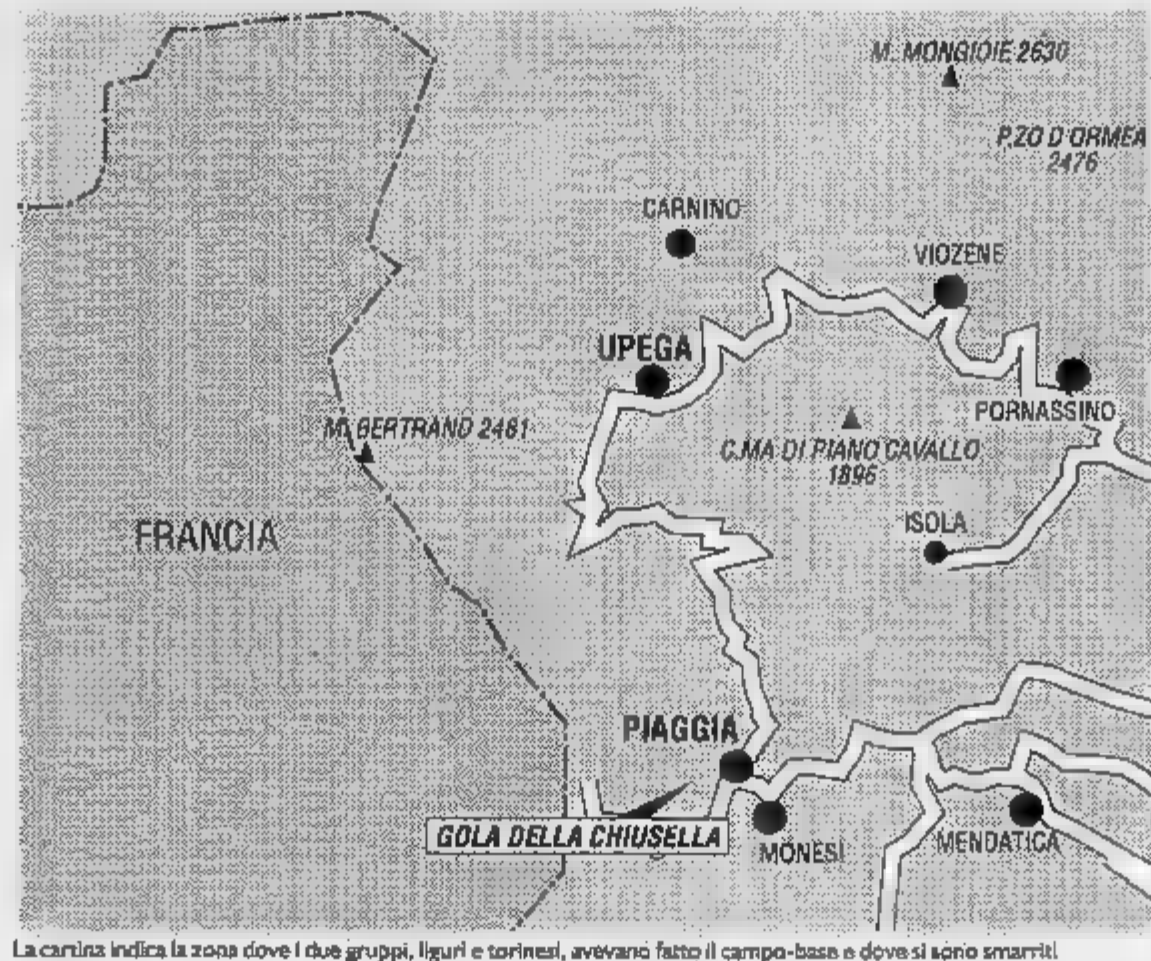 M. MONGIOIE 2630
P.ZO D'ORMEA
2476
CARNINO
VIOZENE
UPEGA
PORNASSINO
M. BERTRAND 2481
C.MA DI PIANO CAVALLO
1896
FRANCIA
ISOLA
PIAGGIA
GOLA DELLA CHIUSELLA
MONESI
MENDATICA
La cartina indica la zona dove i due gruppi, liguri e torinesi, avevano fatto il campo-base e dove si sono smarriti